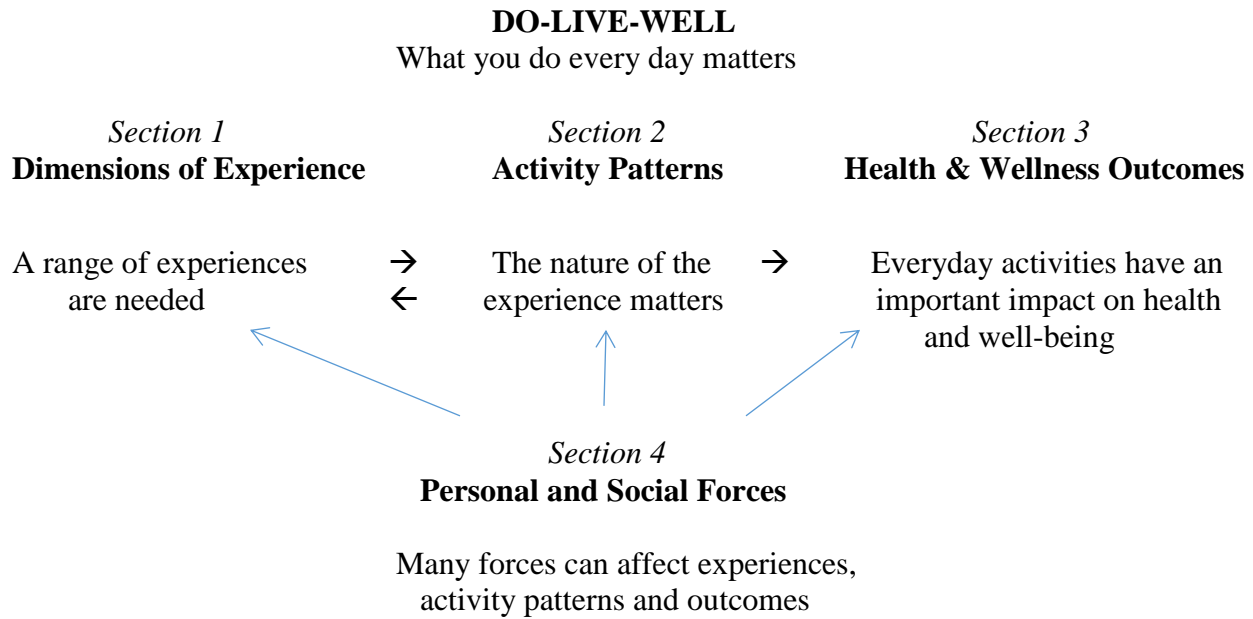 DO-LIVE-WELL
What you do every day matters
Section 1 Section 2 Section 3
Dimensions of Experience Activity Patterns Health & Wellness Outcomes
A range of experiences → The nature of the → Everyday activities have an
are needed ← experience matters important impact on health
and well-being
Section 4
Personal and Social Forces
Many forces can affect experiences,
activity patterns and outcomes